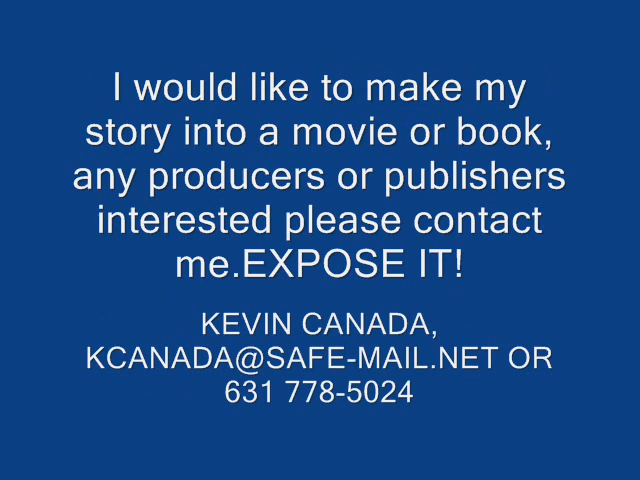 I would like to make my
story into a movie or book,
any producers or publishers
interested please contact
me.EXPOSE IT!
KEVIN CANADA,
KCANADA@SAFE-MAIL.NET OR
631 778-5024